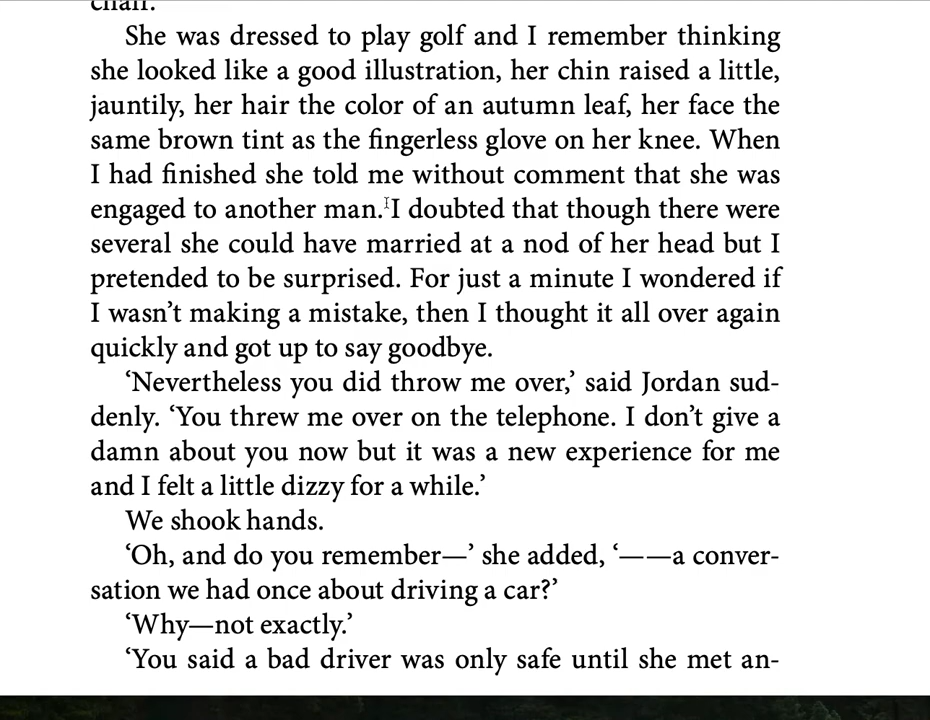 chair.
She was dressed to play golf and I remember thinking
she looked like a good illustration, her chin raised a little,
jauntily, her hair the color of an autumn leaf, her face the
same brown tint as the fingerless glove on her knee. When
I had finished she told me without comment that she was
engaged to another man. I doubted that though there were
several she could have married at a nod of her head but I
pretended to be surprised. For just a minute I wondered if
I wasn’t making a mistake, then I thought it all over again
quickly and got up to say goodbye.
‘Nevertheless you did throw me over,’ said Jordan sud-
denly. ‘You threw me over on the telephone. I don’t give a
damn about you now but it was a new experience for me
and I felt a little dizzy for a while.’
We shook hands.
‘Oh, and do you remember—’ she added, ‘——a conver-
sation we had once about driving a car?’
‘Why—not exactly.’
‘You said a bad driver was only safe until she met an-